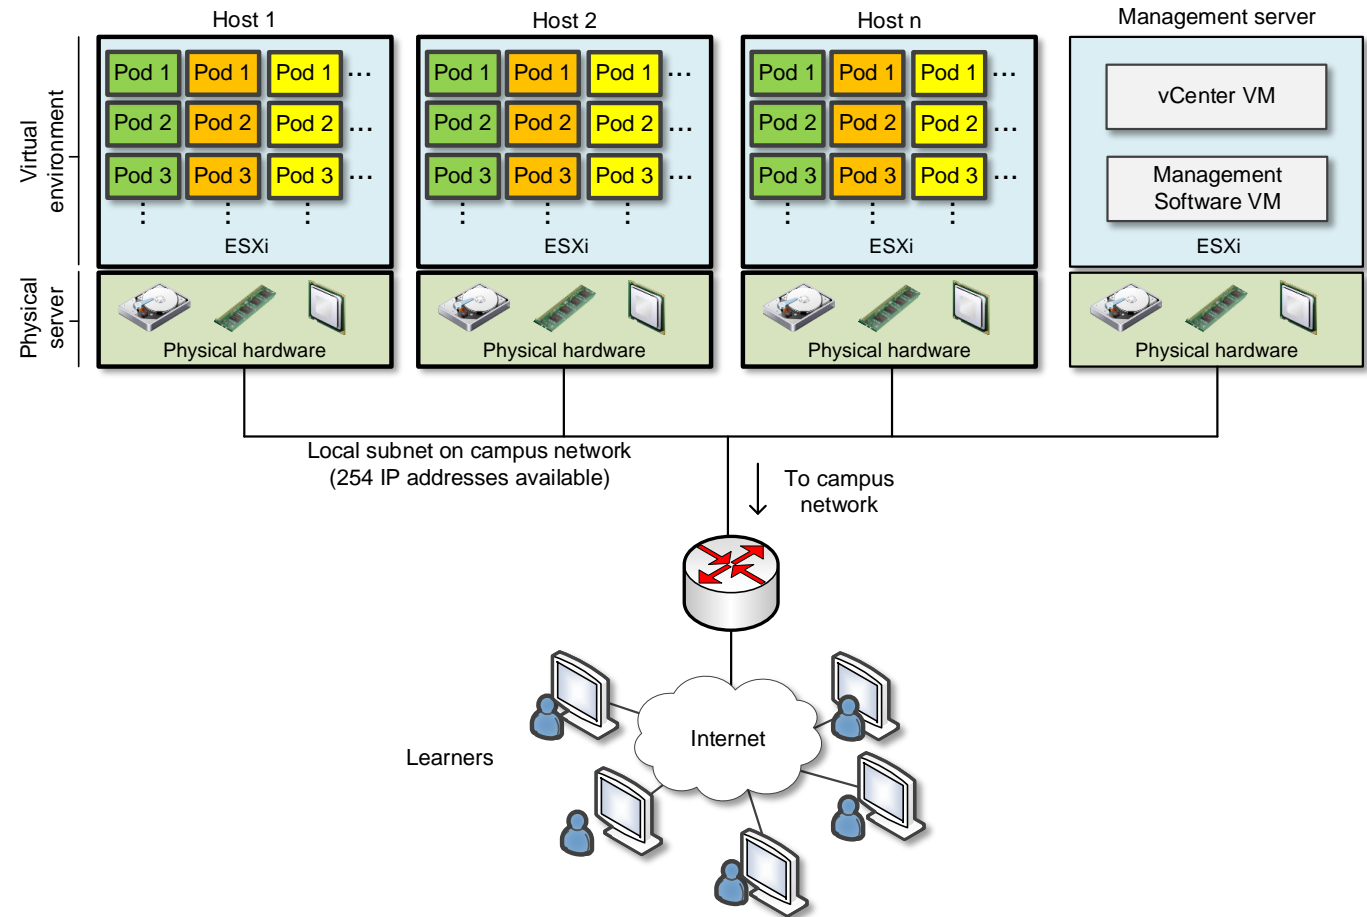 Host 1
Host 2
Host n
Management server
Virtual
environment
Pod 1 Pod 1 Pod 1 ...
Pod 2 Pod 2 Pod 2 ...
Pod 3 Pod 3 Pod 3 ...
ESXi
Pod 1 Pod 1 Pod 1 ...
Pod 2 Pod 2 Pod 2 ...
Pod 3 Pod 3 Pod 3 ...
ESXi
Pod 1 Pod 1 Pod 1 ...
Pod 2 Pod 2 Pod 2 ...
Pod 3 Pod 3 Pod 3 ...
ESXi
vCenter VM
Management
Software VM
ESXi
Physical
server
Physical hardware
Physical hardware
Physical hardware
Physical hardware
Local subnet on campus network
(254 IP addresses available)
To campus
network
Internet
Learners